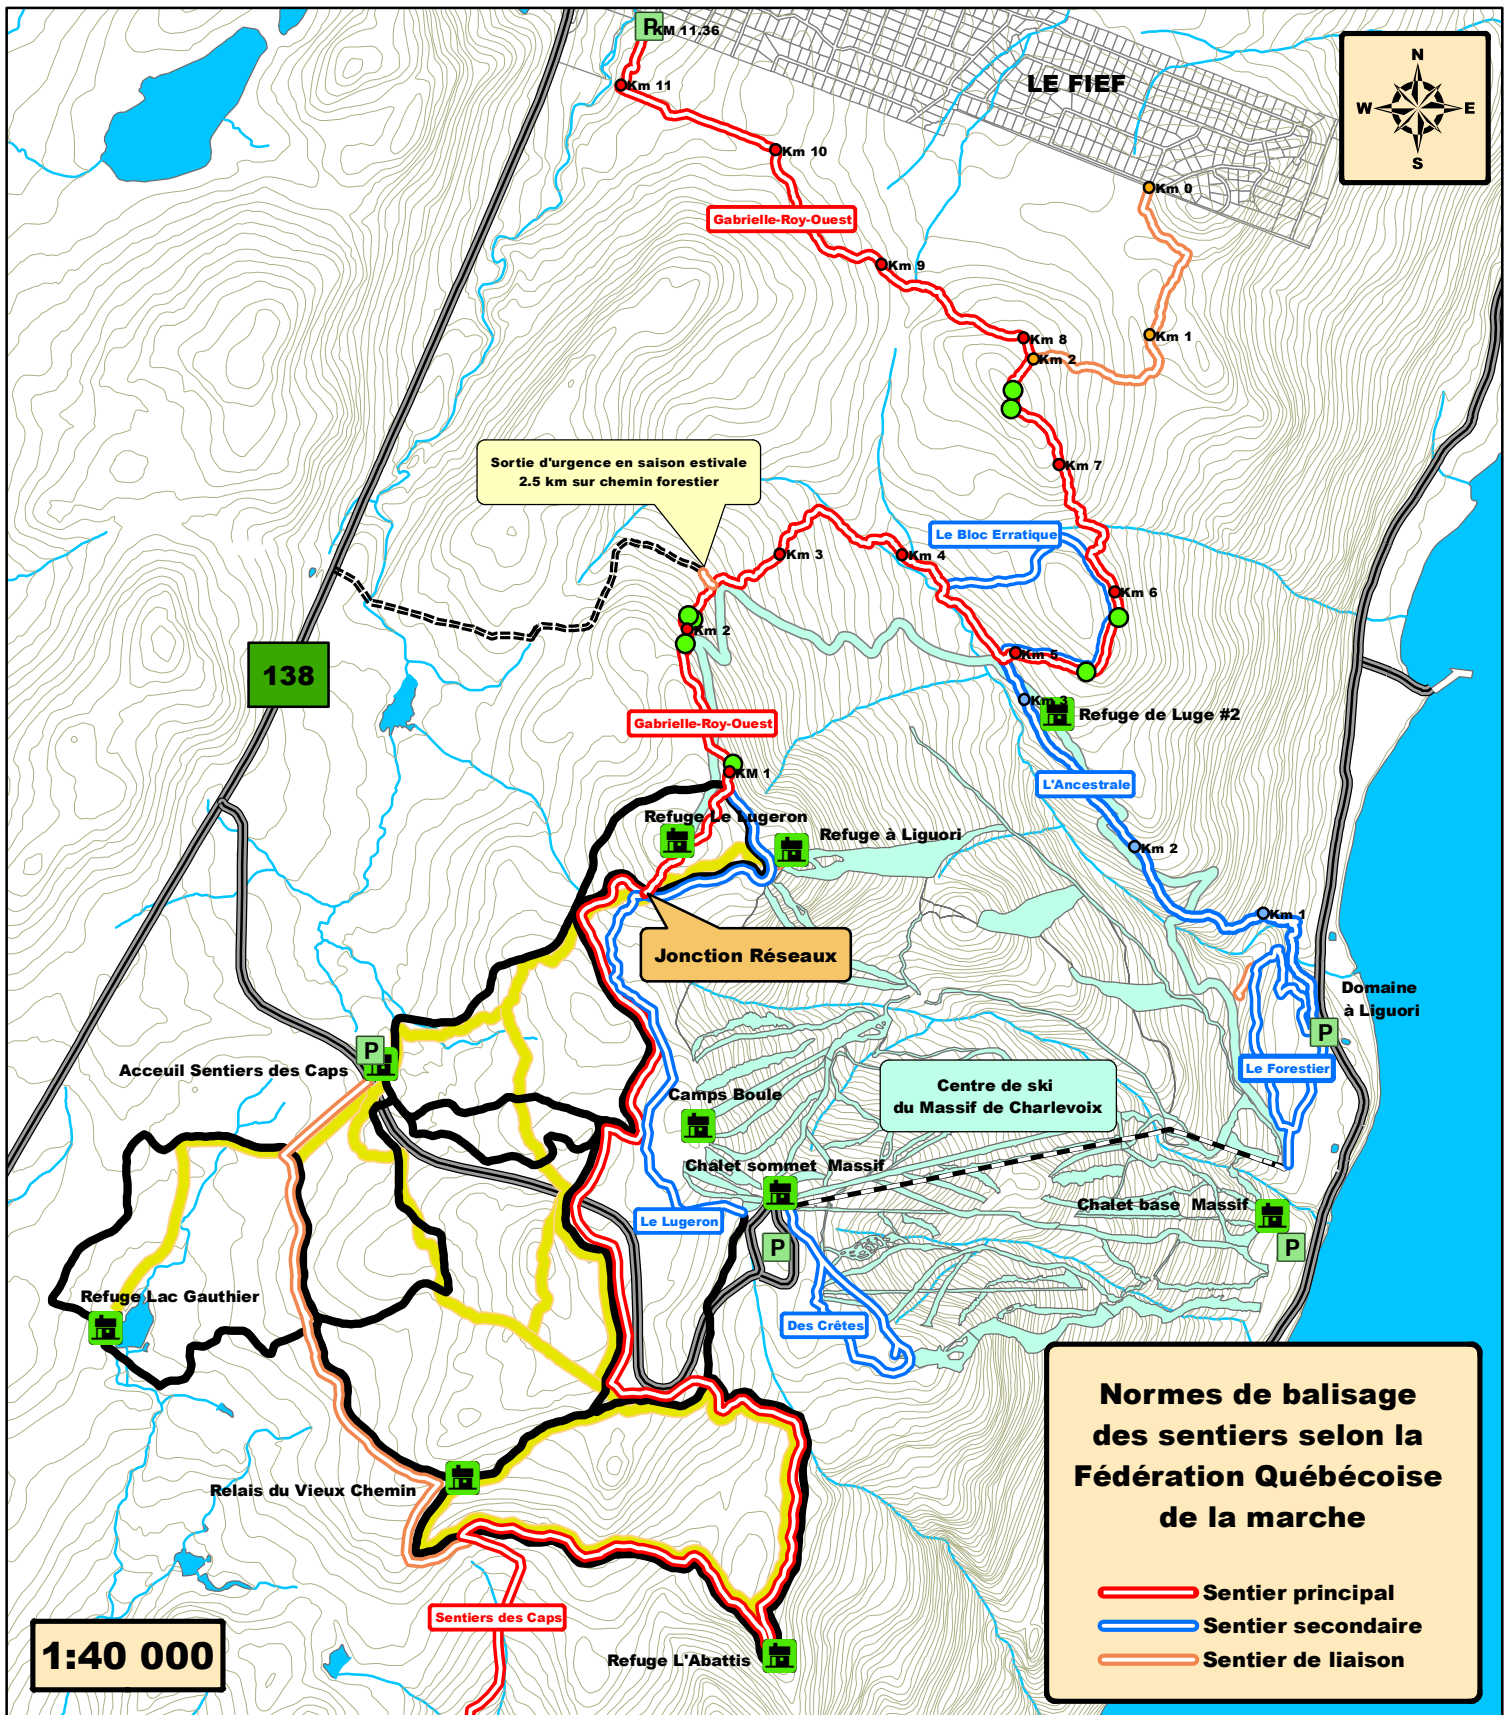 P
KM 11.36
Km 11
LE FIEF
N
W E
S
Km 10
Km 0
Gabrielle-Roy-Ouest
Km 9
Km 8
Km 1
Km 2
Km 7
Sortie d'urgence en saison estivale
2.5 km sur chemin forestier
Le Bloc Erratique
Km 3
Km 4
Km 6
Km 2
Km 5
138
Km 3
Refuge de Luge #2
Gabrielle-Roy-Ouest
KM 1
L'Ancestrale
Refuge Le Lugeron
Refuge à Liguori
Km 2
Km 1
Jonction Réseaux
Domaine
à Liguori
P
P
Acceuil Sentiers des Caps
Le Forestier
Centre de ski
du Massif de Charlevoix
Camps Boule
Chalet sommet Massif
Chalet base Massif
Le Lugeron
P
P
Refuge Lac Gauthier
Des Crêtes
Normes de balisage
des sentiers selon la
Fédération Québécoise
de la marche
Relais du Vieux Chemin
Sentier principal
Sentiers des Caps
Sentier secondaire
1:40 000
Refuge L'Abattis
Sentier de liaison